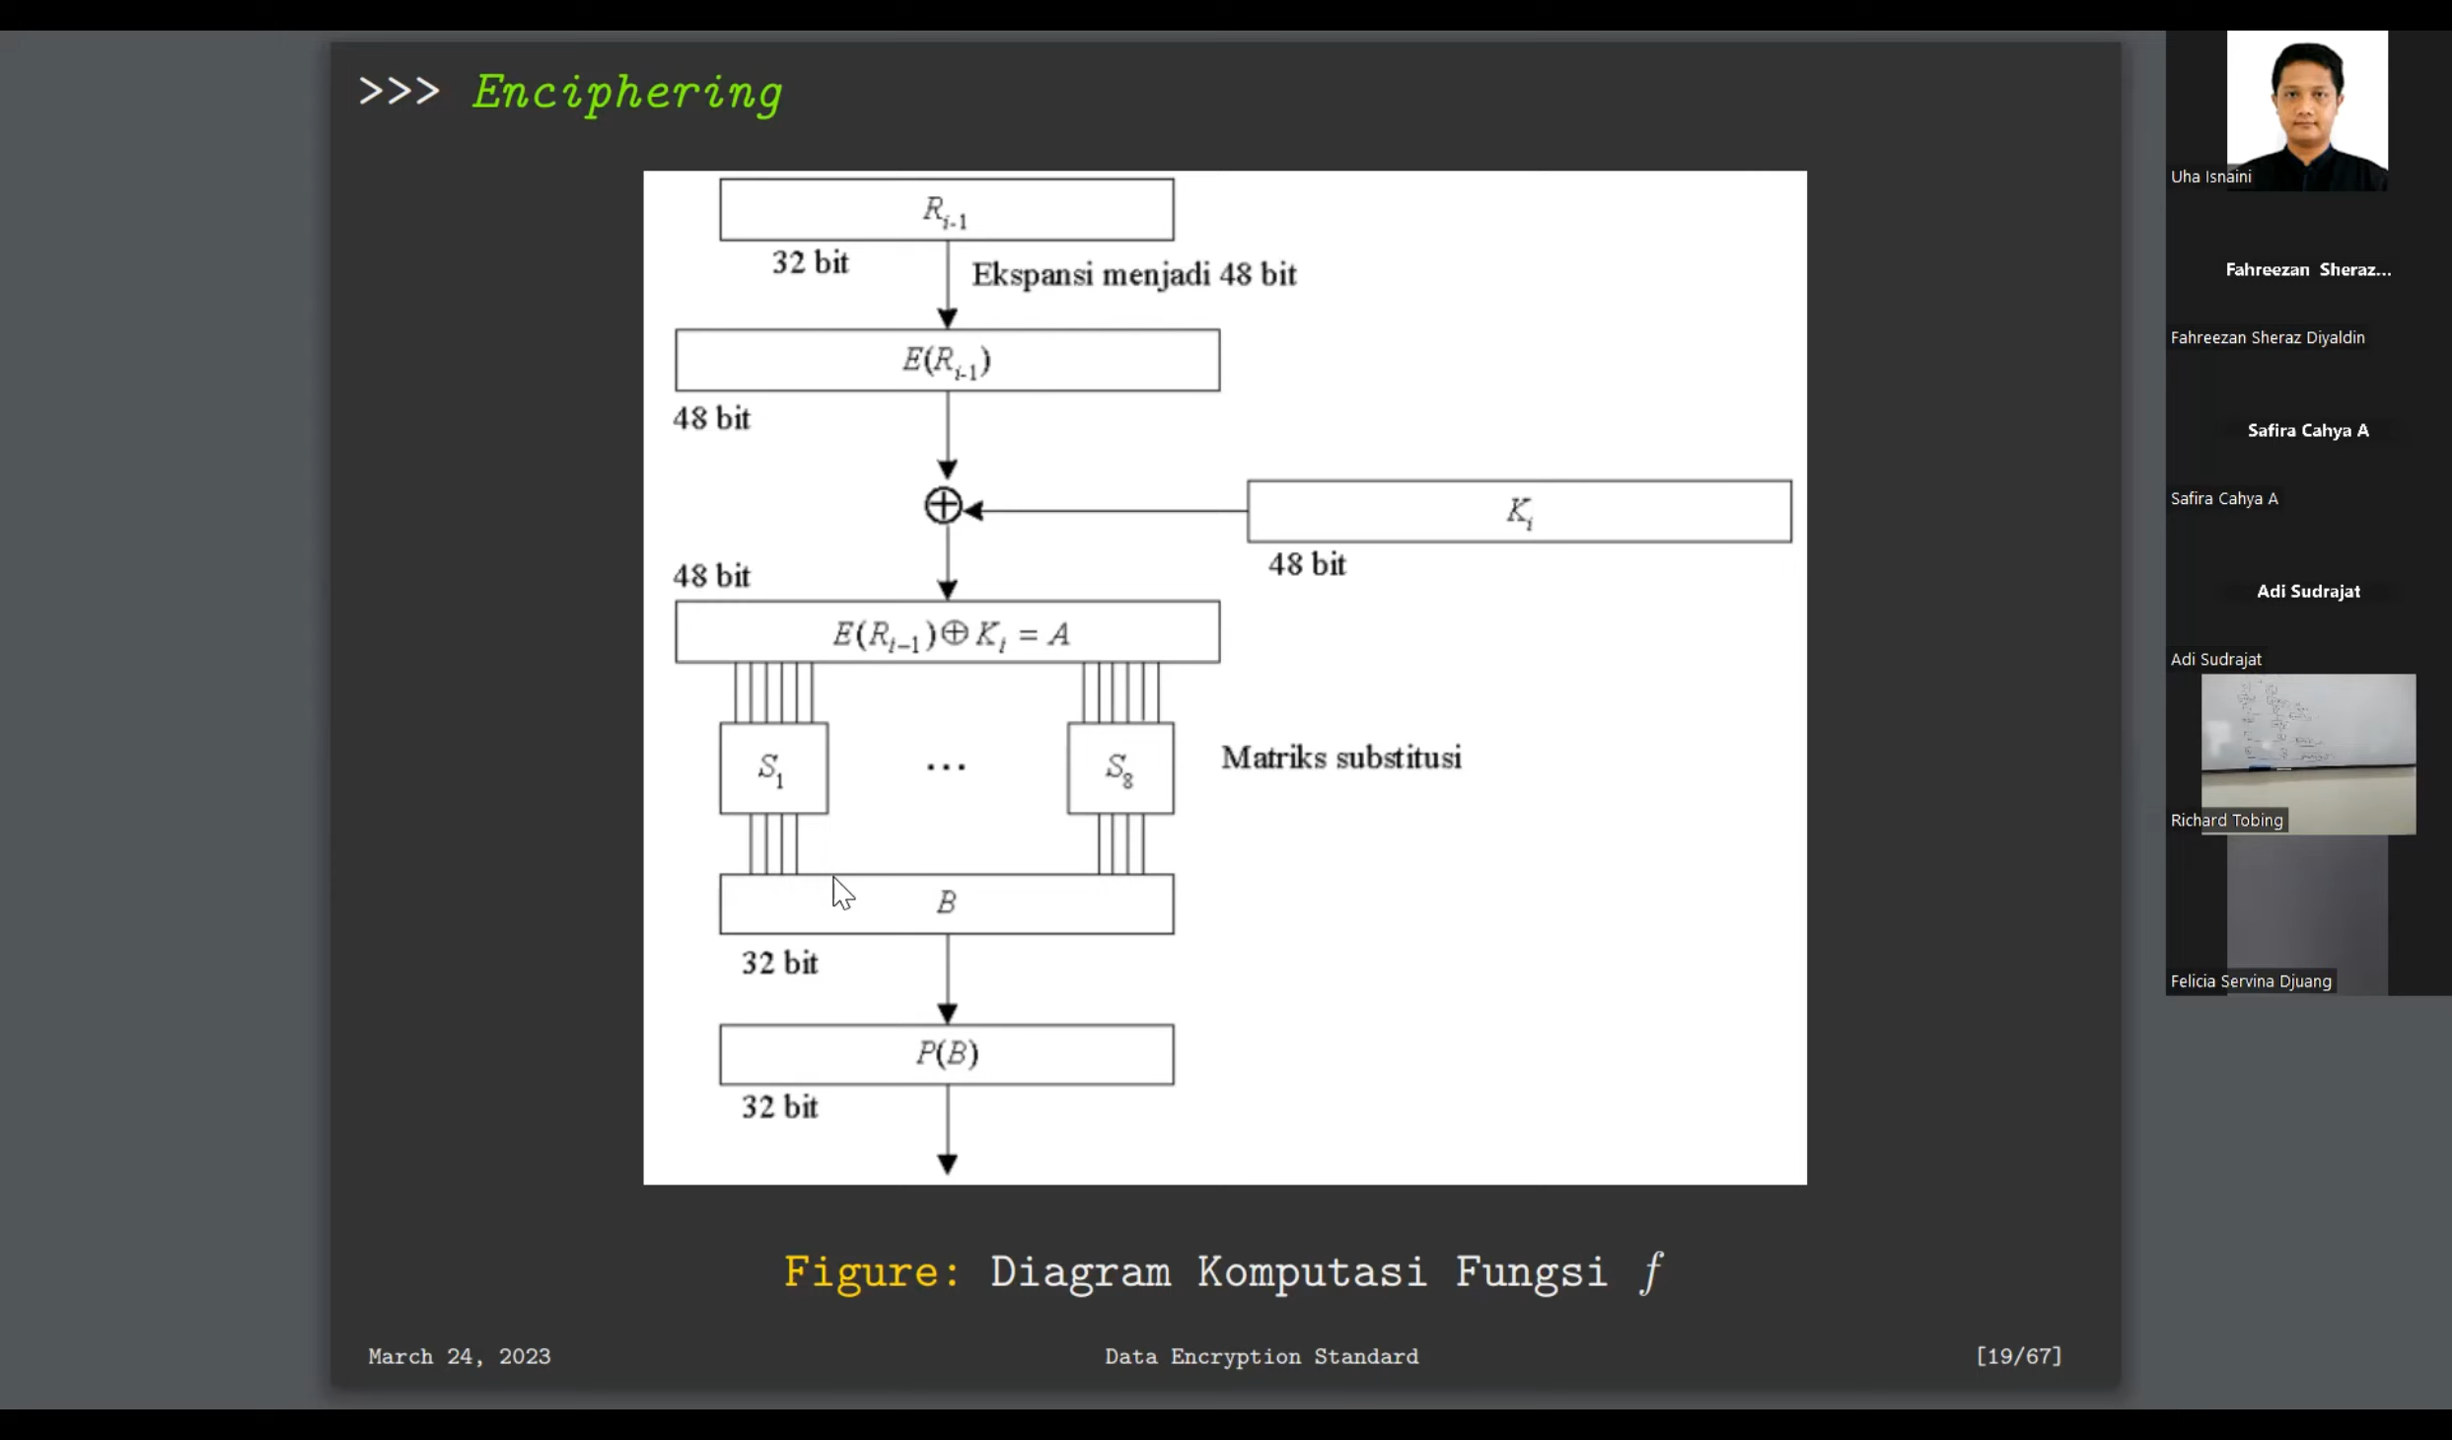 >>> Enciphering
R_{i-1}
32 bit
Ekspansi menjadi 48 bit
E(R_{i-1})
48 bit
⊕
K_i
48 bit
48 bit
E(R_{i-1})⊕K_i = A
S_1
...
S_8
Matriks substitusi
B
32 bit
P(B)
32 bit
Figure: Diagram Komputasi Fungsi f
March 24, 2023
Data Encryption Standard
[19/67]
Uha Isnaini
Fahreezan Sheraz...
Fahreezan Sheraz Diyaldin
Safira Cahya A
Safira Cahya A
Adi Sudrajat
Adi Sudrajat
Richard Tobing
Felicia Servina Djuang